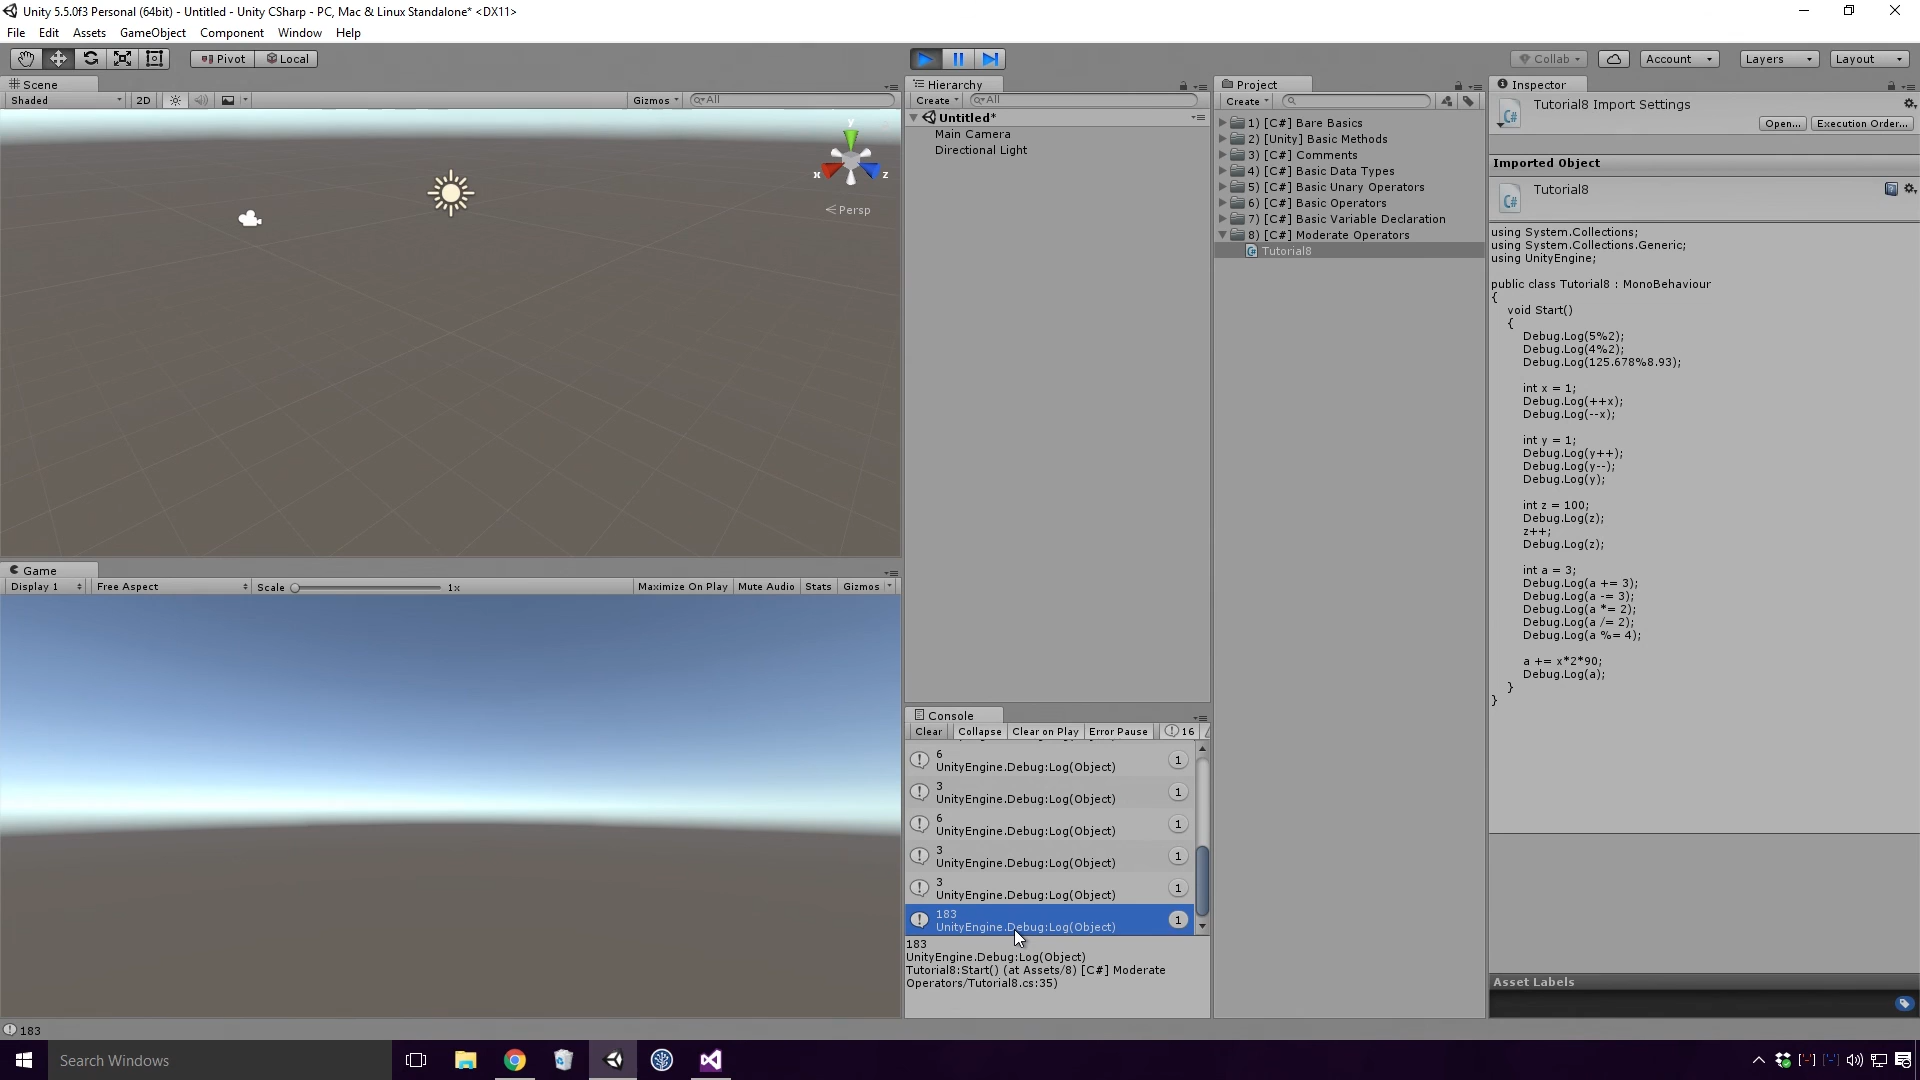 Unity 5.5.0f3 Personal (64bit) - Untitled - Unity CSharp - PC, Mac & Linux Standalone* <DX11>
File Edit Assets GameObject Component Window Help
Pivot Local
Collab Account Layers Layout
Scene
Shaded 2D Gizmos All
y
x z
Persp
Game
Display 1 Free Aspect Scale 1x Maximize On Play Mute Audio Stats Gizmos
Hierarchy
Create All
Untitled*
Main Camera
Directional Light
Console
Clear Collapse Clear on Play Error Pause 16
6 1
UnityEngine.Debug:Log(Object)
3 1
UnityEngine.Debug:Log(Object)
6 1
UnityEngine.Debug:Log(Object)
3 1
UnityEngine.Debug:Log(Object)
3 1
UnityEngine.Debug:Log(Object)
183 1
UnityEngine.Debug:Log(Object)
183
UnityEngine.Debug:Log(Object)
Tutorial8:Start() (at Assets/8) [C#] Moderate
Operators/Tutorial8.cs:35)
Project
Create
1) [C#] Bare Basics
2) [Unity] Basic Methods
3) [C#] Comments
4) [C#] Basic Data Types
5) [C#] Basic Unary Operators
6) [C#] Basic Operators
7) [C#] Basic Variable Declaration
8) [C#] Moderate Operators
Tutorial8
Inspector
Tutorial8 Import Settings
Open... Execution Order...
Imported Object
Tutorial8
using System.Collections;
using System.Collections.Generic;
using UnityEngine;
public class Tutorial8 : MonoBehaviour
{
void Start()
{
Debug.Log(5%2);
Debug.Log(4%2);
Debug.Log(125.678%8.93);
int x = 1;
Debug.Log(++x);
Debug.Log(--x);
int y = 1;
Debug.Log(y++);
Debug.Log(y--);
Debug.Log(y);
int z = 100;
Debug.Log(z);
z++;
Debug.Log(z);
int a = 3;
Debug.Log(a += 3);
Debug.Log(a -= 3);
Debug.Log(a *= 2);
Debug.Log(a /= 2);
Debug.Log(a %= 4);
a += x*2*90;
Debug.Log(a);
}
}
Asset Labels
183
Search Windows